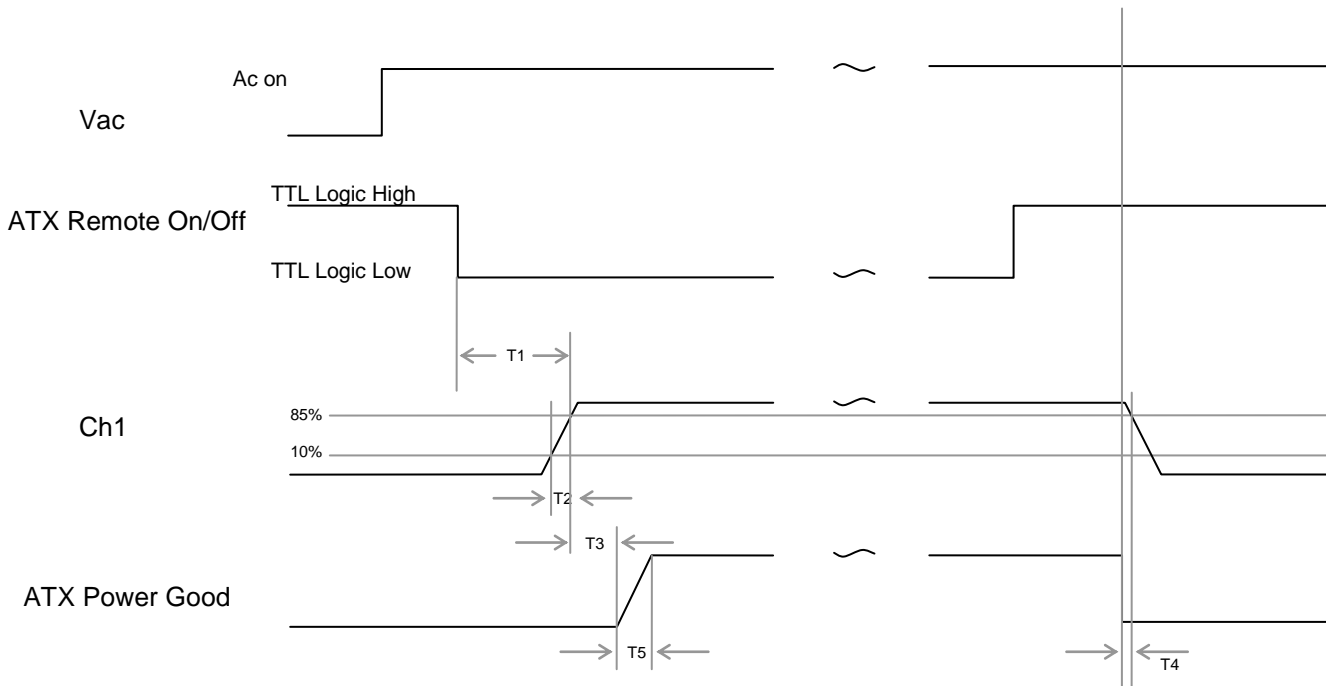 Ac on
Vac
TTL Logic High
ATX Remote On/Off
TTL Logic Low
T1
85%
Ch1
10%
T2
T3
ATX Power Good
T5
T4